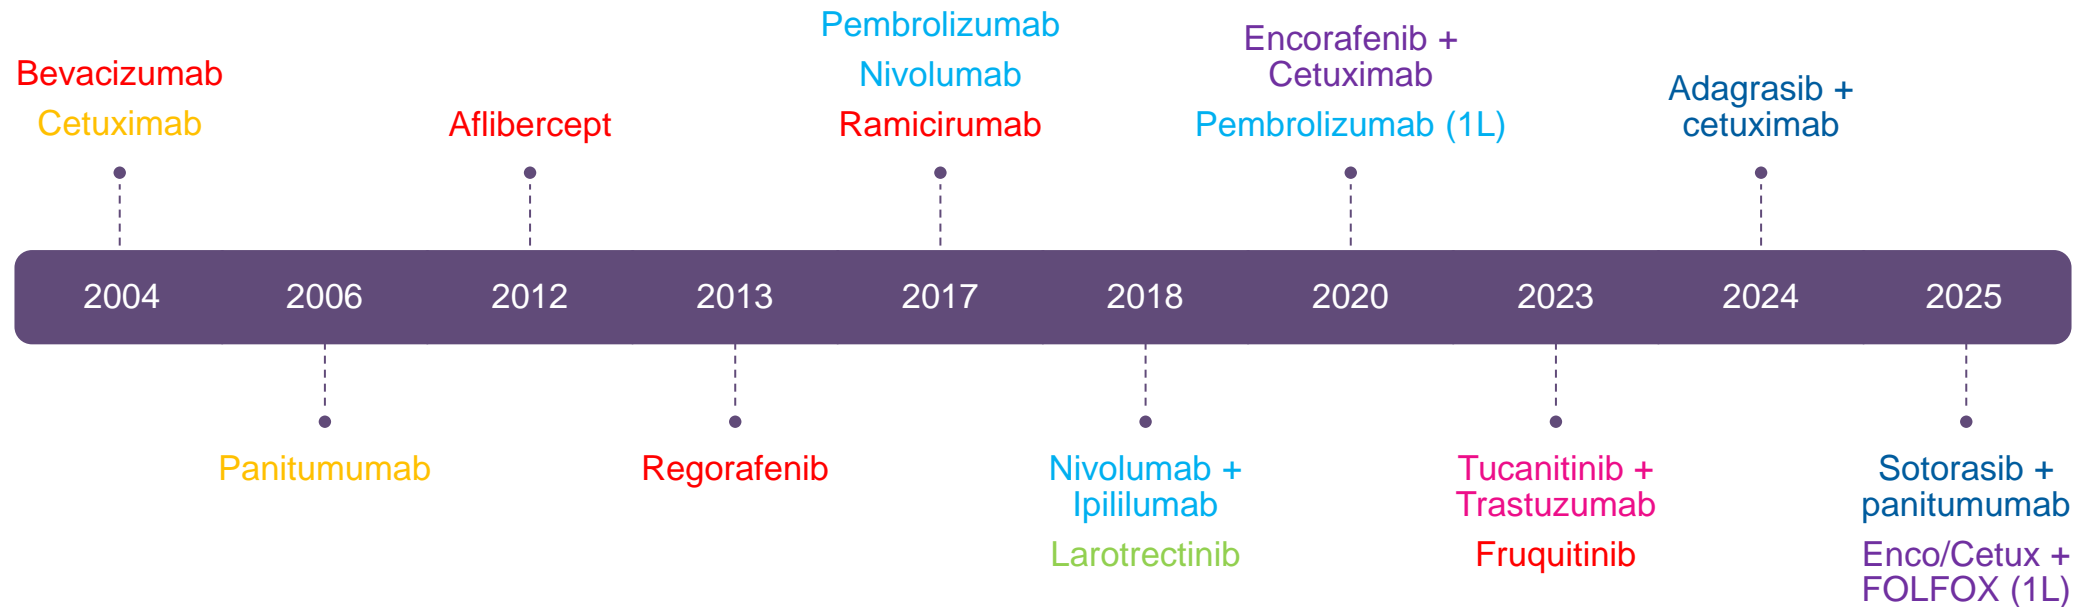 Bevacizumab
Cetuximab
Aflibercept
Pembrolizumab
Nivolumab
Ramicirumab
Encorafenib +
Cetuximab
Pembrolizumab (1L)
Adagrasib +
cetuximab
2004
2006
2012
2013
2017
2018
2020
2023
2024
2025
Panitumumab
Regorafenib
Nivolumab +
Ipililumab
Larotrectinib
Tucanitinib +
Trastuzumab
Fruquitinib
Sotorasib +
panitumumab
Enco/Cetux +
FOLFOX (1L)